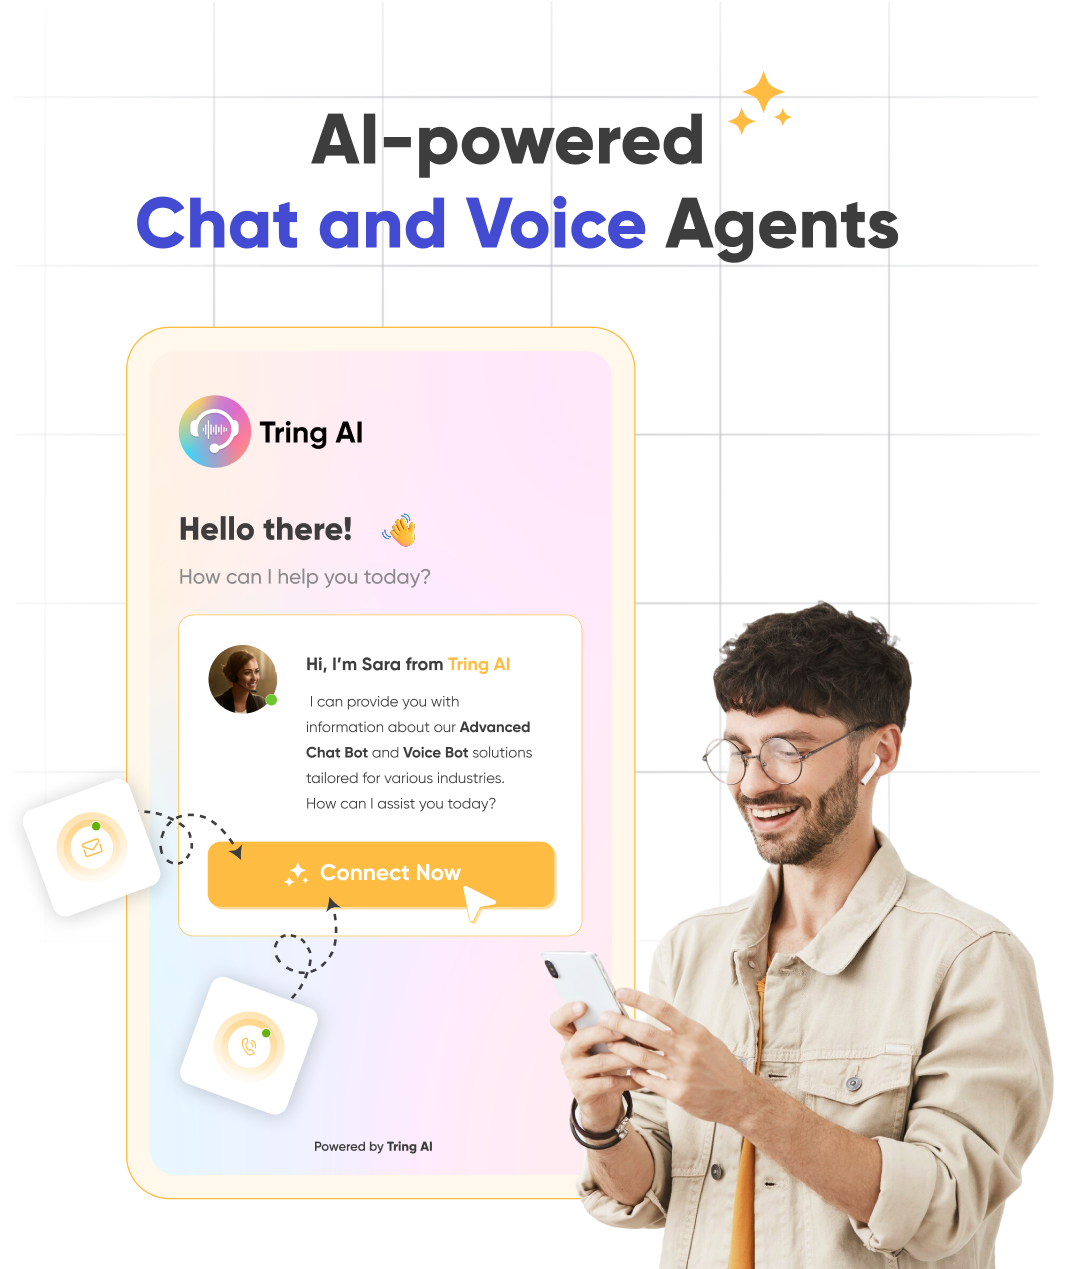 AI-powered
Chat and Voice Agents
Tring AI
Hello there!
How can I help you today?
Hi, I'm Sara from Tring AI
I can provide you with
information about our Advanced
Chat Bot and Voice Bot solutions
tailored for various industries.
How can I assist you today?
Connect Now
Powered by Tring AI